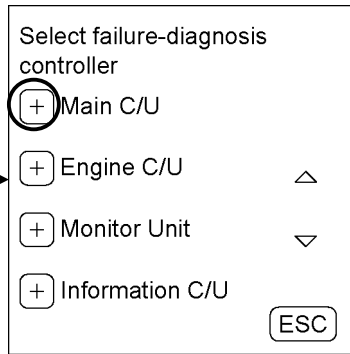 Select failure-diagnosis
controller
+ Main C/U
+ Engine C/U
+ Monitor Unit
+ Information C/U
ESC